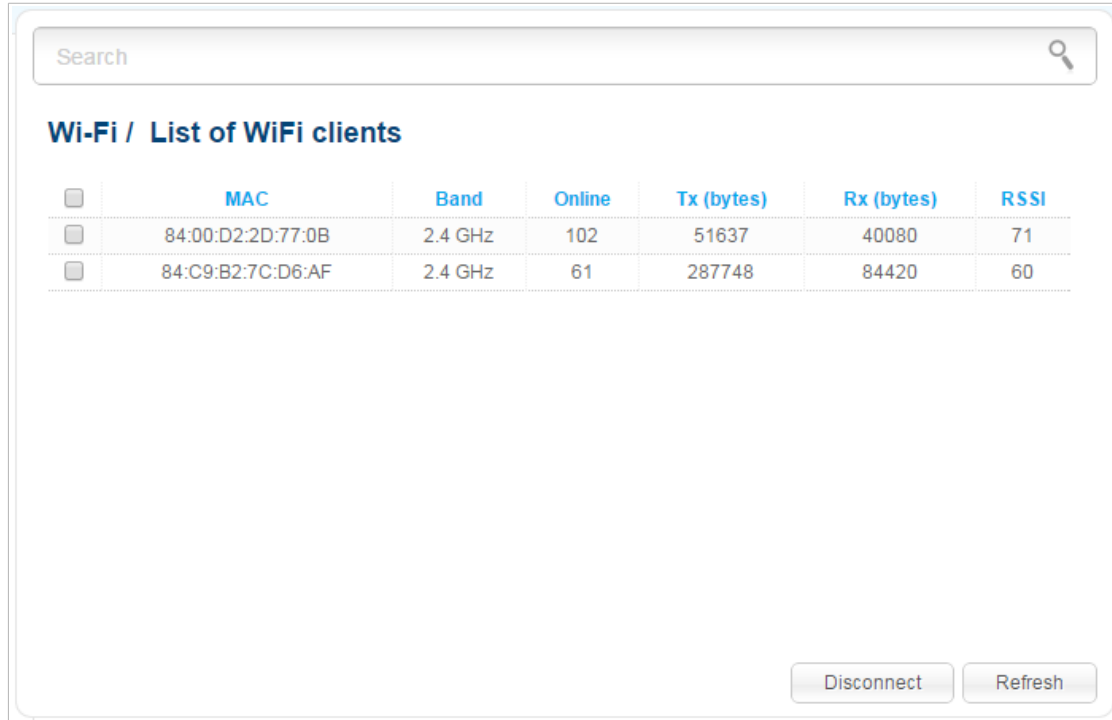 Search
Wi-Fi /  List of WiFi clients
MAC Band Online Tx (bytes) Rx (bytes) RSSI
84:00:D2:2D:77:0B 2.4 GHz 102 51637 40080 71
84:C9:B2:7C:D6:AF 2.4 GHz 61 287748 84420 60
Disconnect Refresh